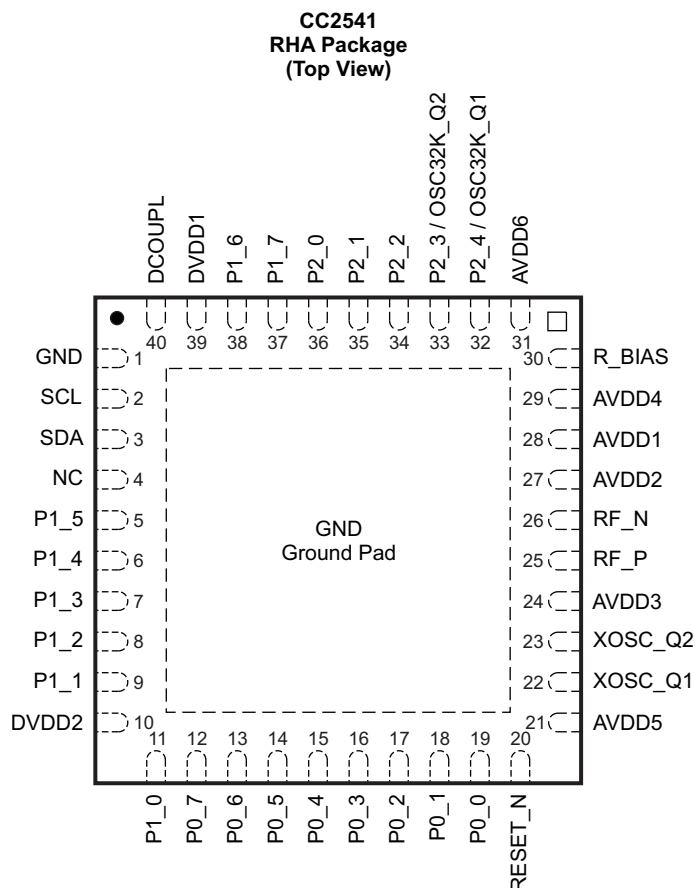 CC2541
RHA Package
(Top View)
DCOUPL
DVDD1
P1_6
P1_7
P2_0
P2_1
P2_2
P2_3 / OSC32K_Q2
P2_4 / OSC32K_Q1
AVDD6
40
39
38
37
36
35
34
33
32
31
GND 1
SCL 2
SDA 3
NC 4
P1_5 5
P1_4 6
P1_3 7
P1_2 8
P1_1 9
DVDD2 10
GND
Ground Pad
30 R_BIAS
29 AVDD4
28 AVDD1
27 AVDD2
26 RF_N
25 RF_P
24 AVDD3
23 XOSC_Q2
22 XOSC_Q1
21 AVDD5
11
12
13
14
15
16
17
18
19
20
P1_0
P0_7
P0_6
P0_5
P0_4
P0_3
P0_2
P0_1
P0_0
RESET_N